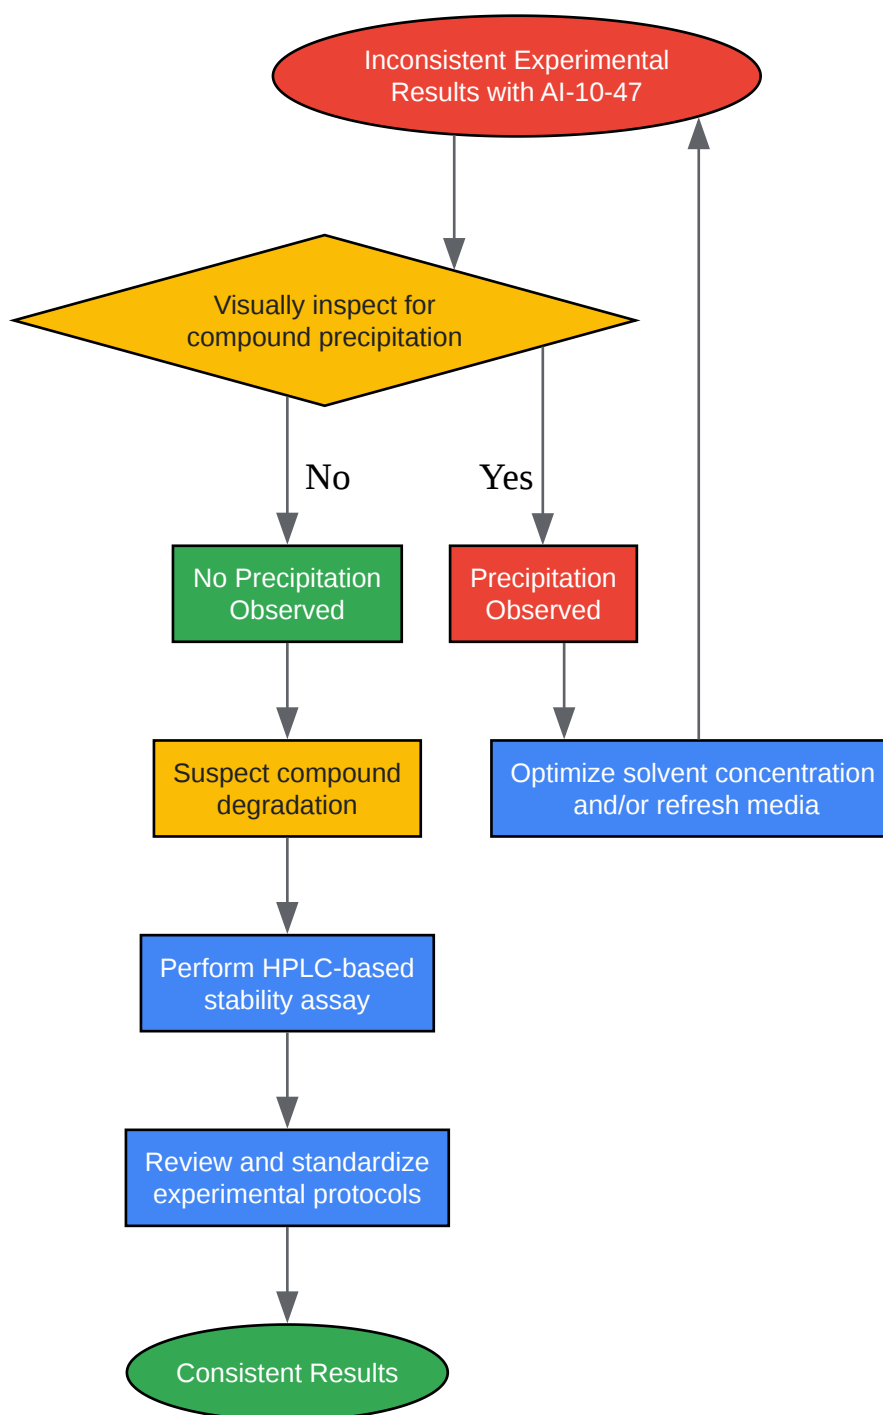 Inconsistent Experimental
Results with AI-10-47
Visually inspect for
compound precipitation
No
Yes
No Precipitation
Observed
Precipitation
Observed
Suspect compound
degradation
Optimize solvent concentration
and/or refresh media
Perform HPLC-based
stability assay
Review and standardize
experimental protocols
Consistent Results